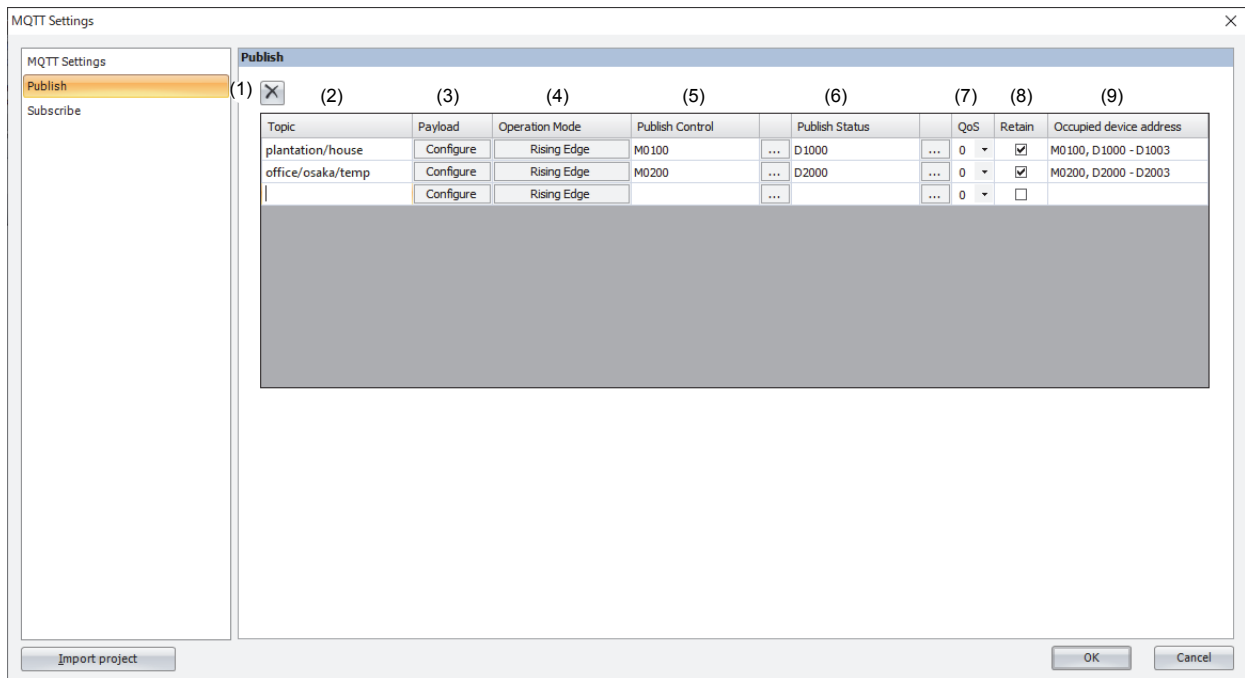 MQTT Settings
MQTT Settings
Publish
Subscribe
Publish
(1) (2) (3) (4) (5) (6) (7) (8) (9)
Topic Payload Operation Mode Publish Control Publish Status QoS Retain Occupied device address
plantation/house Configure Rising Edge M0100 ... D1000 ... 0 M0100, D1000 - D1003
office/osaka/temp Configure Rising Edge M0200 ... D2000 ... 0 M0200, D2000 - D2003
Configure Rising Edge ... ... 0
Import project OK Cancel